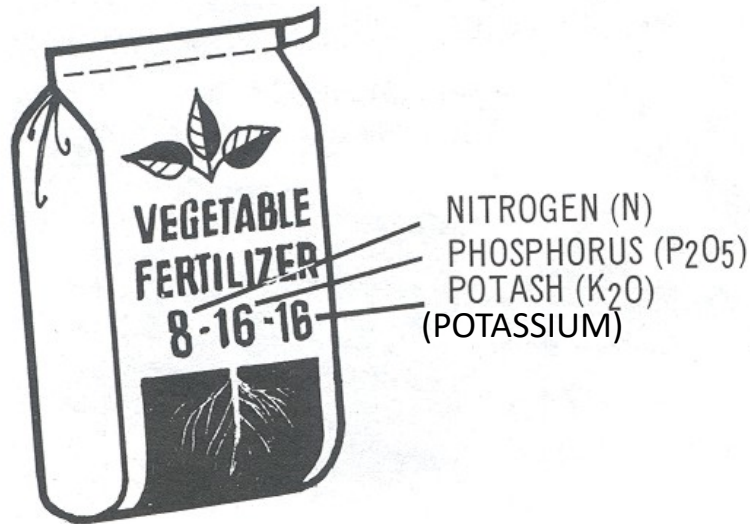 VEGETABLE
FERTILIZER
8-16-16
NITROGEN (N)
PHOSPHORUS (P2O5)
POTASH (K2O)
(POTASSIUM)